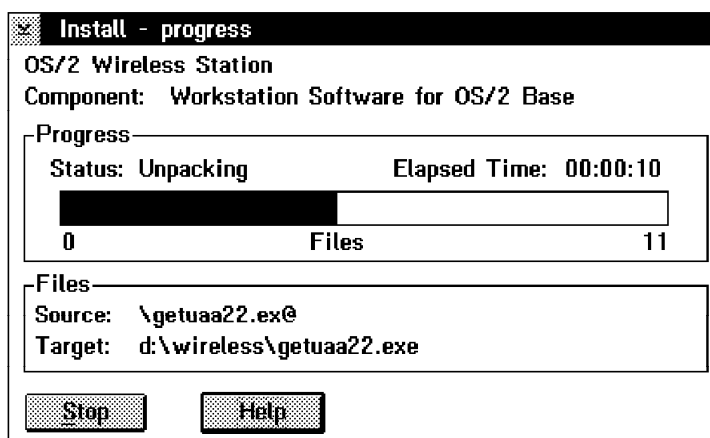 Install - progress
OS/2 Wireless Station
Component: Workstation Software for OS/2 Base
Progress
Status: Unpacking Elapsed Time: 00:00:10
0 Files 11
Files
Source: \getuaa22.ex@
Target: d:\wireless\getuaa22.exe
Stop Help